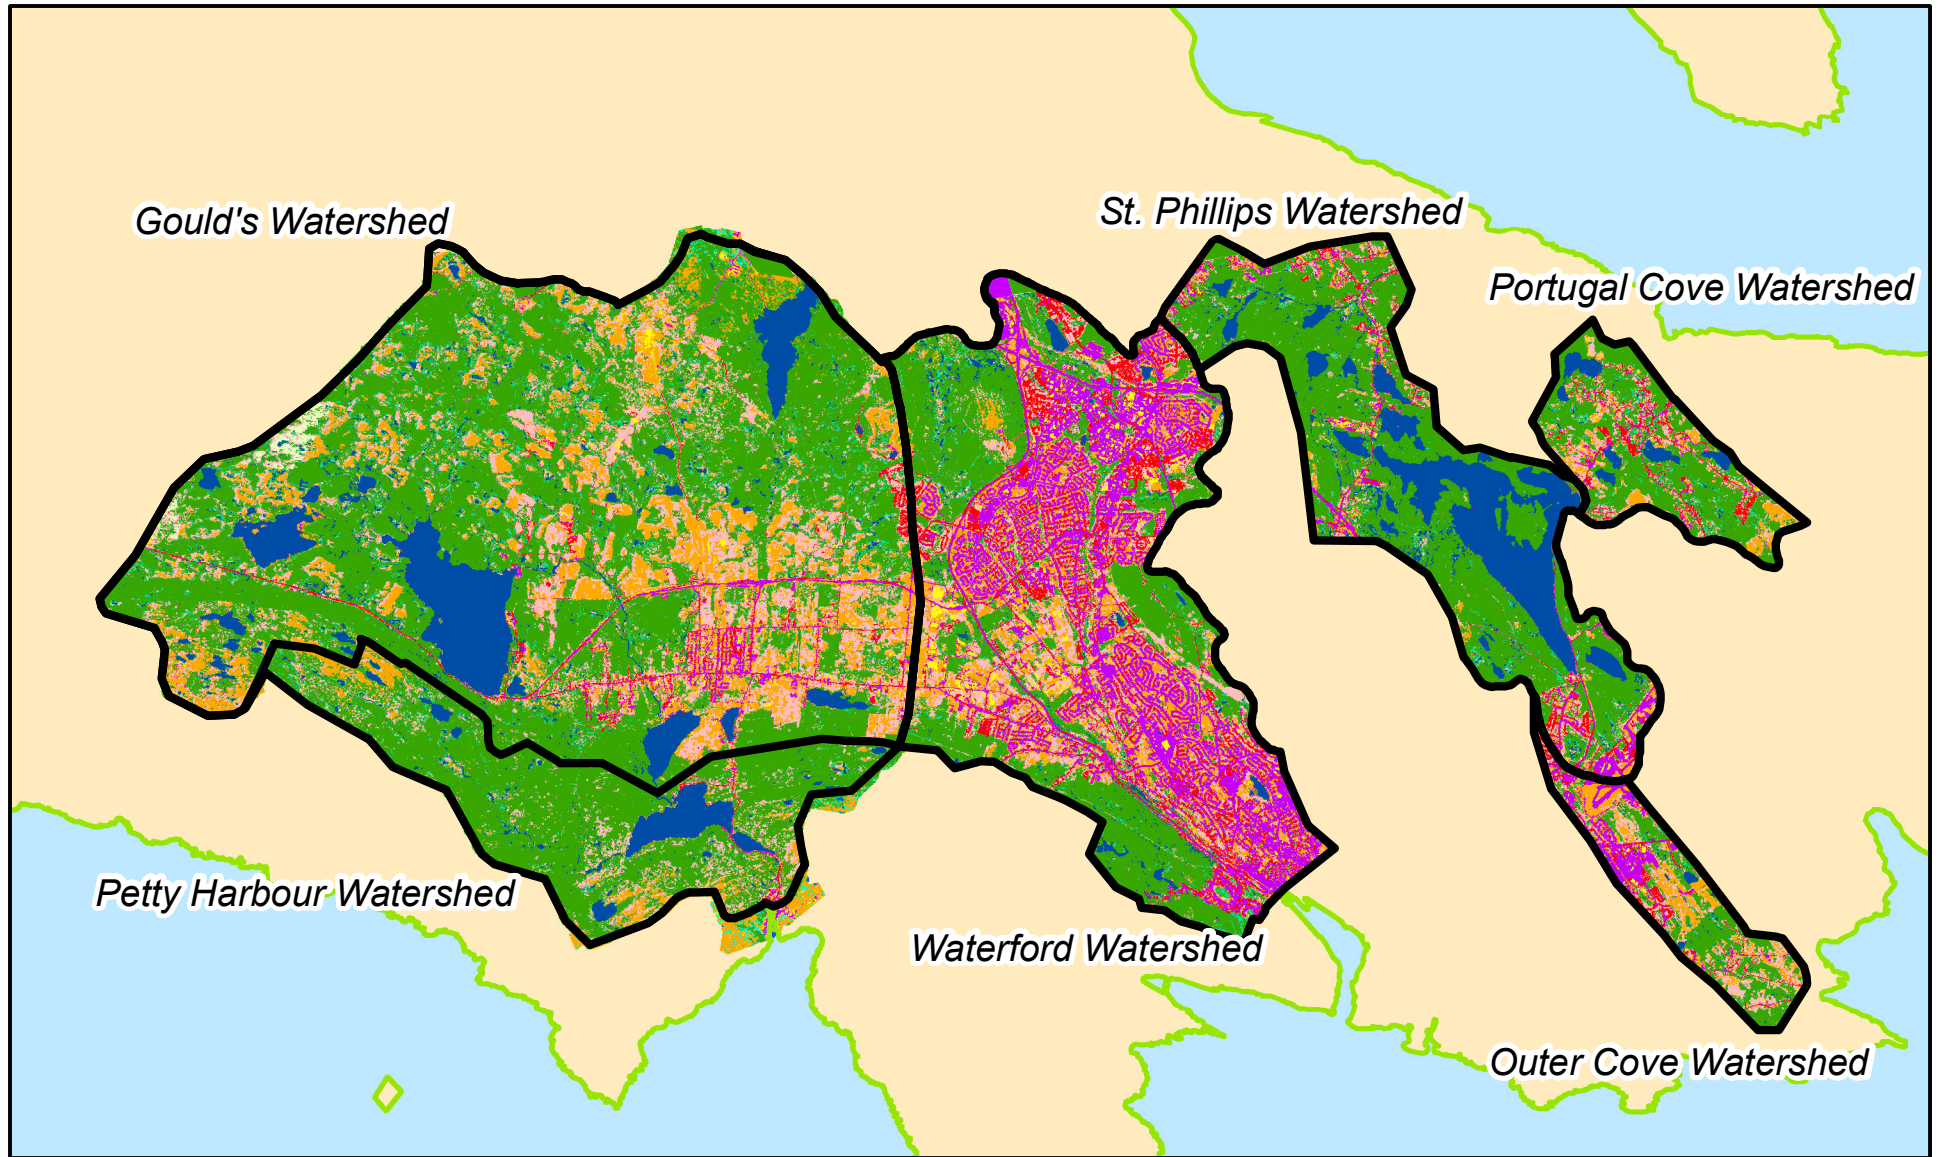 St. Phillips Watershed
Gould's Watershed
Portugal Cove Watershed
Petty Harbour Watershed
Waterford Watershed
Outer Cove Watershed